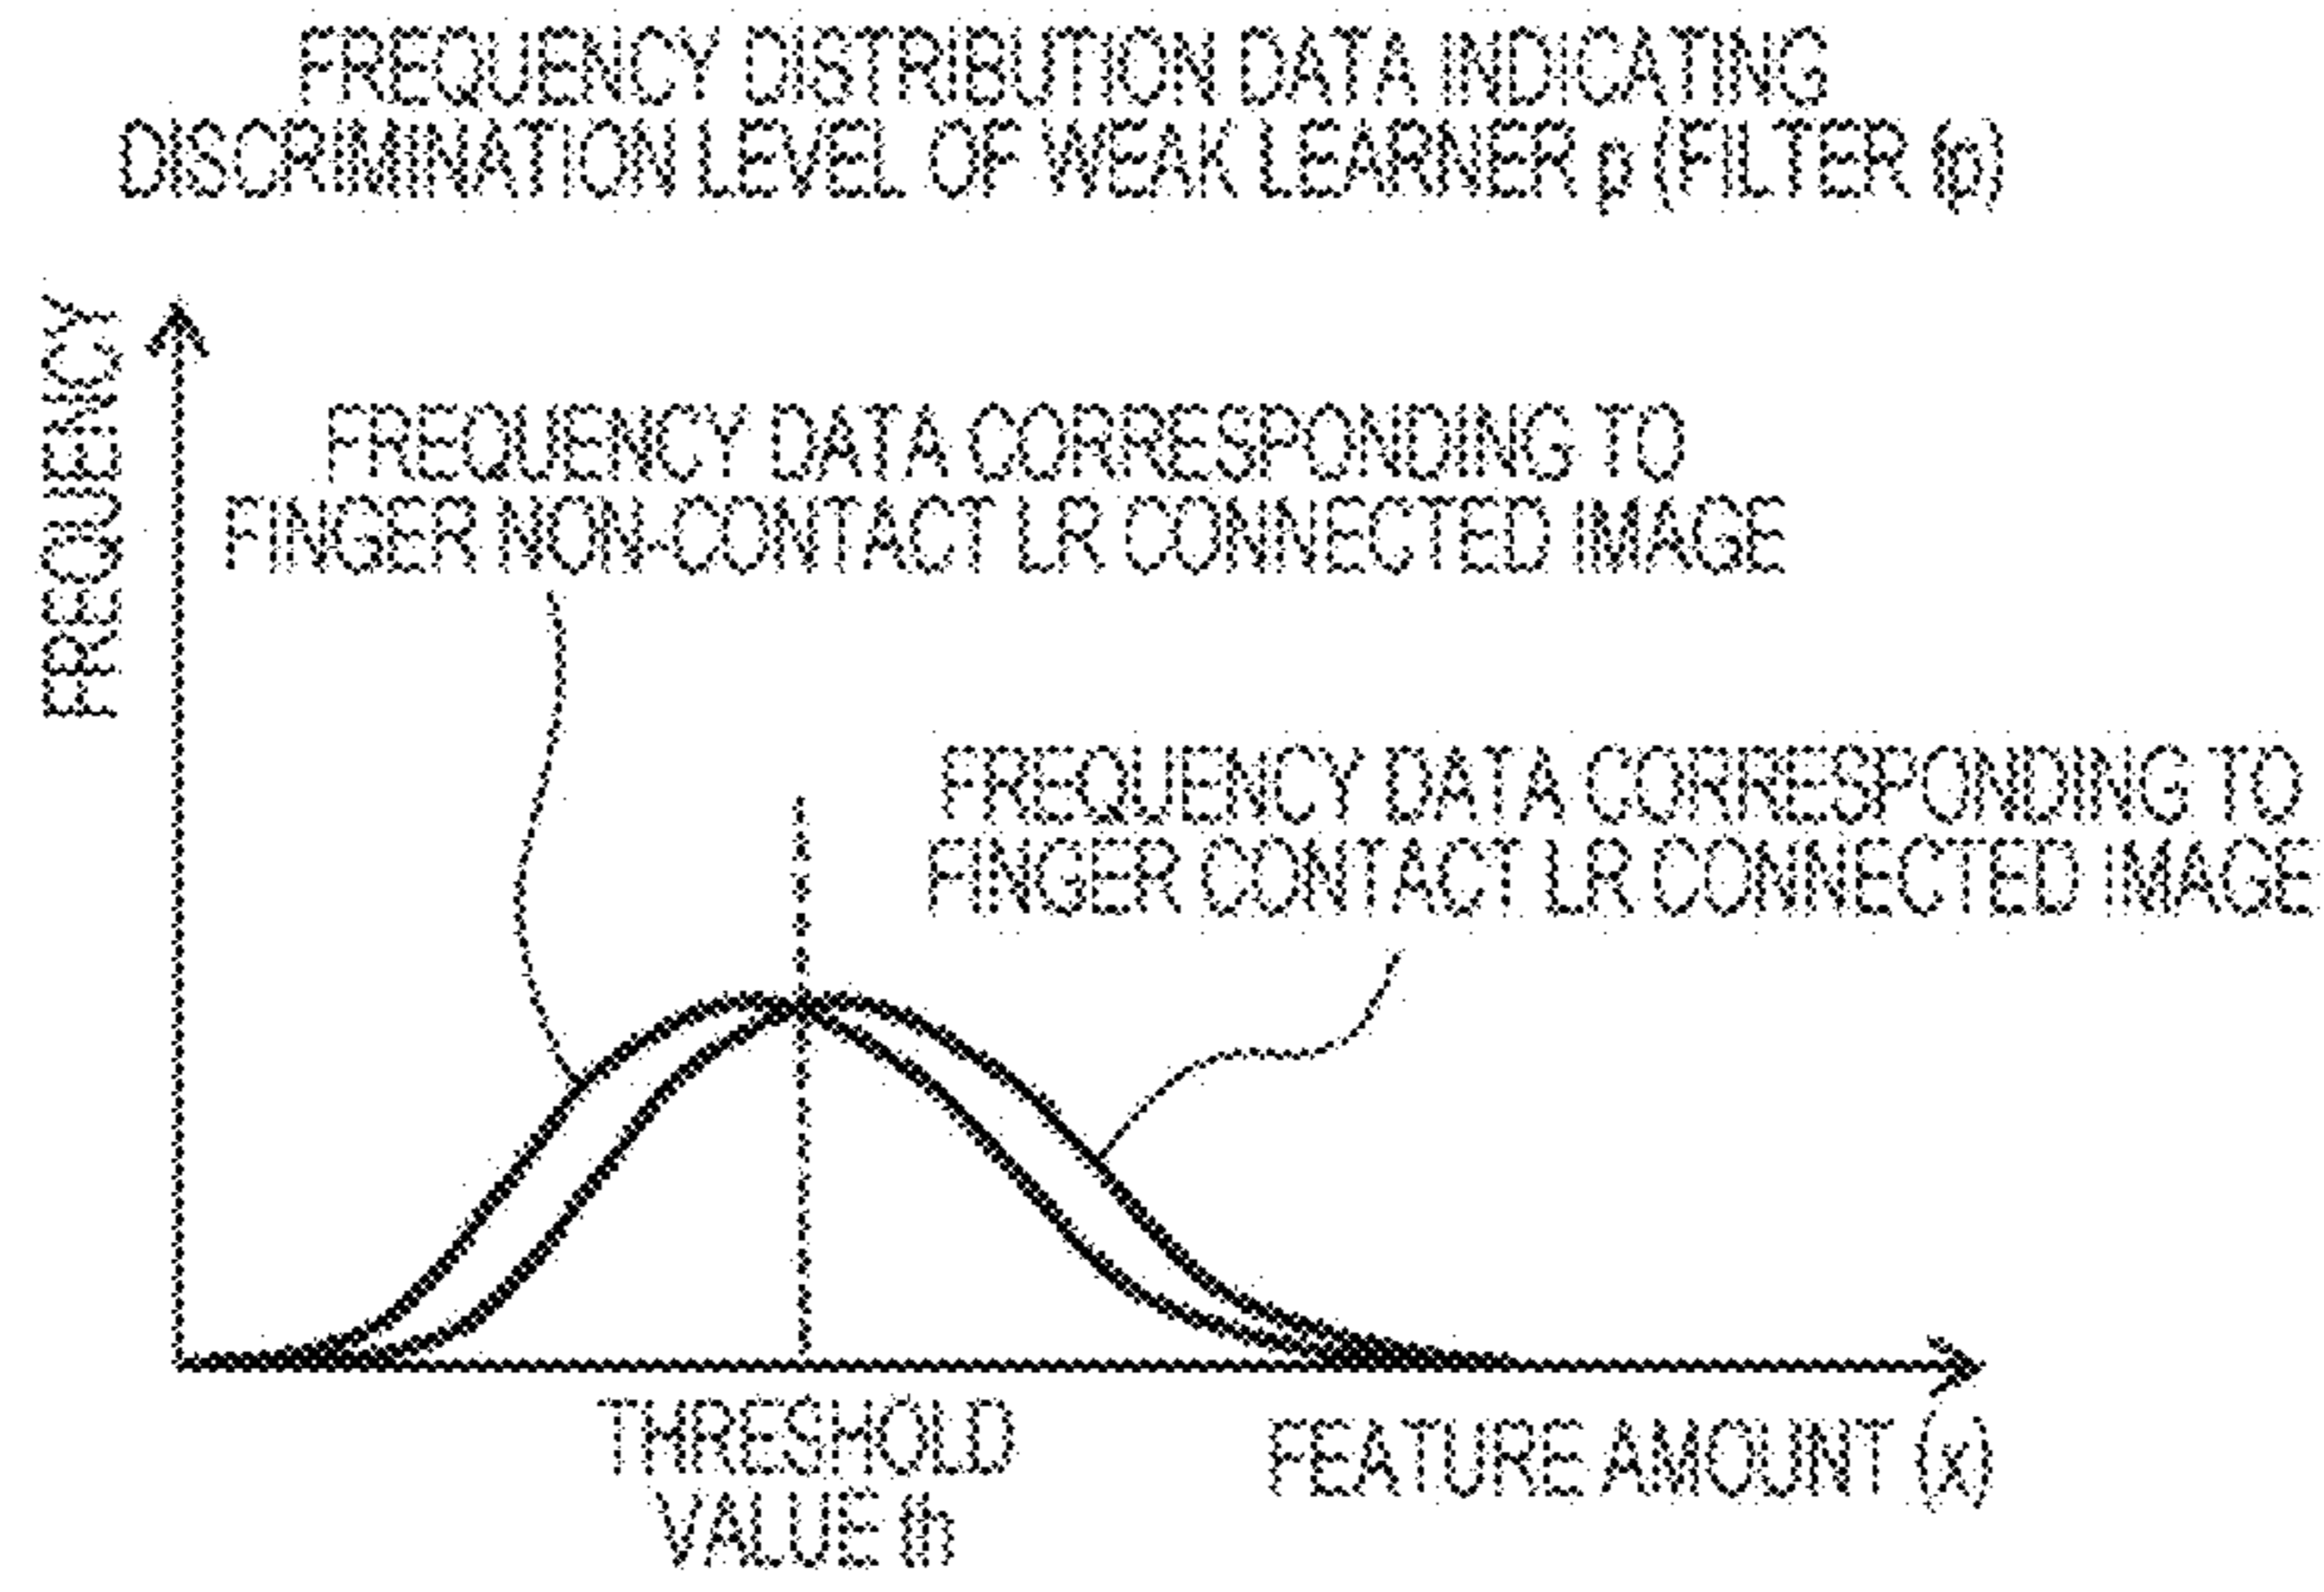 FREQUENCY DISTRIBUTION DATA INDICATING
DISCRIMINATION LEVEL OF WEAK LEARNER p (FILTER φ)
FREQUENCY
FREQUENCY DATA CORRESPONDING TO
FINGER NON-CONTACT LR CONNECTED IMAGE
FREQUENCY DATA CORRESPONDING TO
FINGER CONTACT LR CONNECTED IMAGE
THRESHOLD
VALUE th
FEATURE AMOUNT (x)